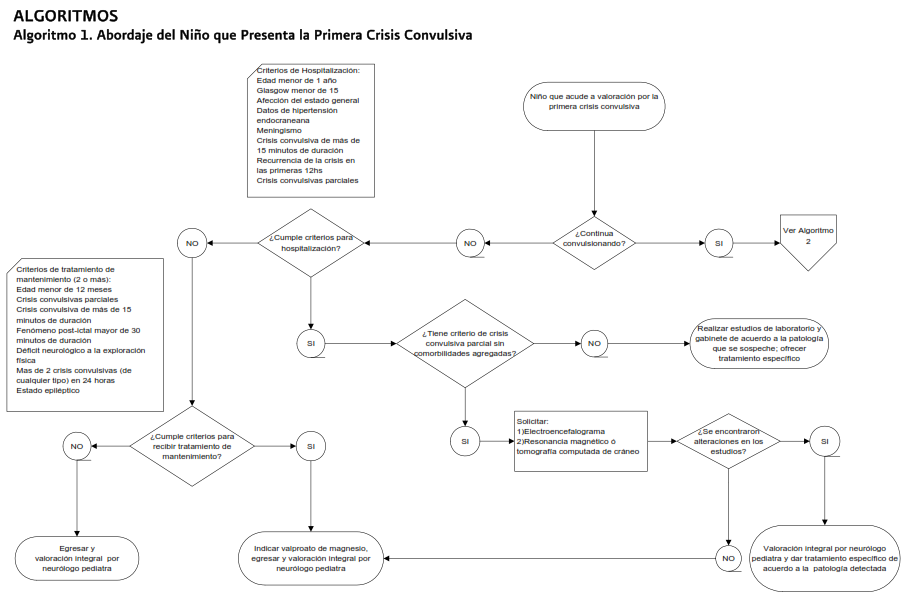 ALGORITMOS
Algoritmo 1. Abordaje del Niño que Presenta la Primera Crisis Convulsiva
Criterios de Hospitalización:
Edad menor de 1 año
Glasgow menor de 15
Afección del estado general
Datos de hipertensión
endocraneana
Meningismo
Crisis convulsiva de más de
15 minutos de duración
Recurrencia de la crisis en
las primeras 12hs
Crisis convulsivas parciales
Niño que acude a valoración por la
primera crisis convulsiva
NO
¿Cumple criterios para
hospitalización?
NO
¿Continua
convulsionando?
SI
Ver Algoritmo
2
Criterios de tratamiento de
mantenimiento (2 o más):
Edad menor de 12 meses
Crisis convulsivas parciales
Crisis convulsiva de más de 15
minutos de duración
Fenómeno post-ictal mayor de 30
minutos de duración
Déficit neurológico a la exploración
física
Mas de 2 crisis convulsivas (de
cualquier tipo) en 24 horas
Estado epiléptico
SI
¿Tiene criterio de crisis
convulsiva parcial sin
comorbilidades agregadas?
NO
Realizar estudios de laboratorio y
gabinete de acuerdo a la patología
que se sospeche; ofrecer
tratamiento específico
NO
¿Cumple criterios para
recibir tratamiento de
mantenimiento?
SI
SI
Solicitar:
1)Electroencefalograma
2)Resonancia magnético ó
tomografía computada de cráneo
¿Se encontraron
alteraciones en los
estudios?
SI
Egresar y
valoración integral por
neurólogo pediatra
Indicar valproato de magnesio,
egresar y valoración integral por
neurólogo pediatra
NO
Valoración integral por neurólogo
pediatra y dar tratamiento específico de
acuerdo a la patología detectada